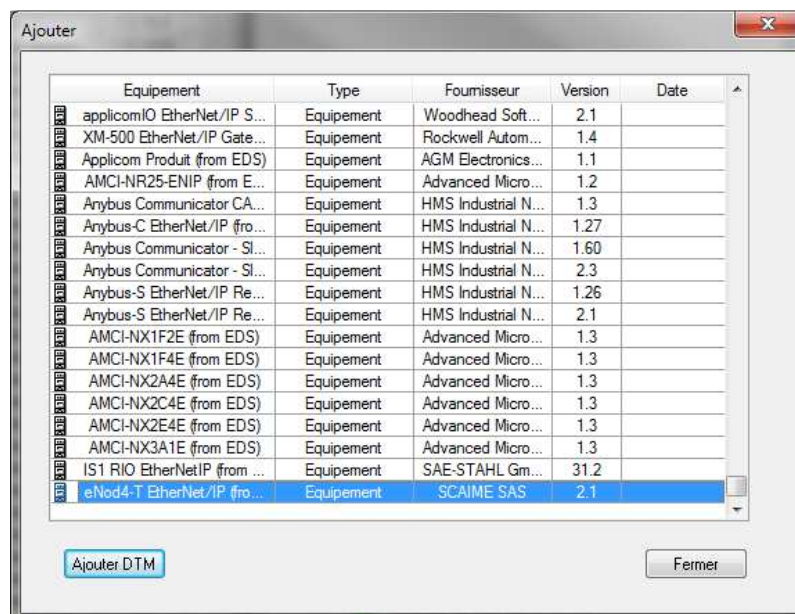 Ajouter
Equipement Type Fournisseur Version Date
applicomIO EtherNet/IP S... Equipement Woodhead Soft... 2.1
XM-500 EtherNet/IP Gate... Equipement Rockwell Autom... 1.4
Applicom Produit (from EDS) Equipement AGM Electronics... 1.1
AMCI-NR25-ENIP (from E... Equipement Advanced Micro... 1.2
Anybus Communicator CA... Equipement HMS Industrial N... 1.3
Anybus-C EtherNet/IP (fro... Equipement HMS Industrial N... 1.27
Anybus Communicator - SI... Equipement HMS Industrial N... 1.60
Anybus Communicator - SI... Equipement HMS Industrial N... 2.3
Anybus-S EtherNet/IP Re... Equipement HMS Industrial N... 1.26
Anybus-S EtherNet/IP Re... Equipement HMS Industrial N... 2.1
AMCI-NX1F2E (from EDS) Equipement Advanced Micro... 1.3
AMCI-NX1F4E (from EDS) Equipement Advanced Micro... 1.3
AMCI-NX2A4E (from EDS) Equipement Advanced Micro... 1.3
AMCI-NX2C4E (from EDS) Equipement Advanced Micro... 1.3
AMCI-NX2E4E (from EDS) Equipement Advanced Micro... 1.3
AMCI-NX3A1E (from EDS) Equipement Advanced Micro... 1.3
IS1 RIO EtherNetIP (from ... Equipement SAE-STAHL Gm... 31.2
eNod4-T EtherNet/IP (fro... Equipement SCAIME SAS 2.1
Ajouter DTM Fermer